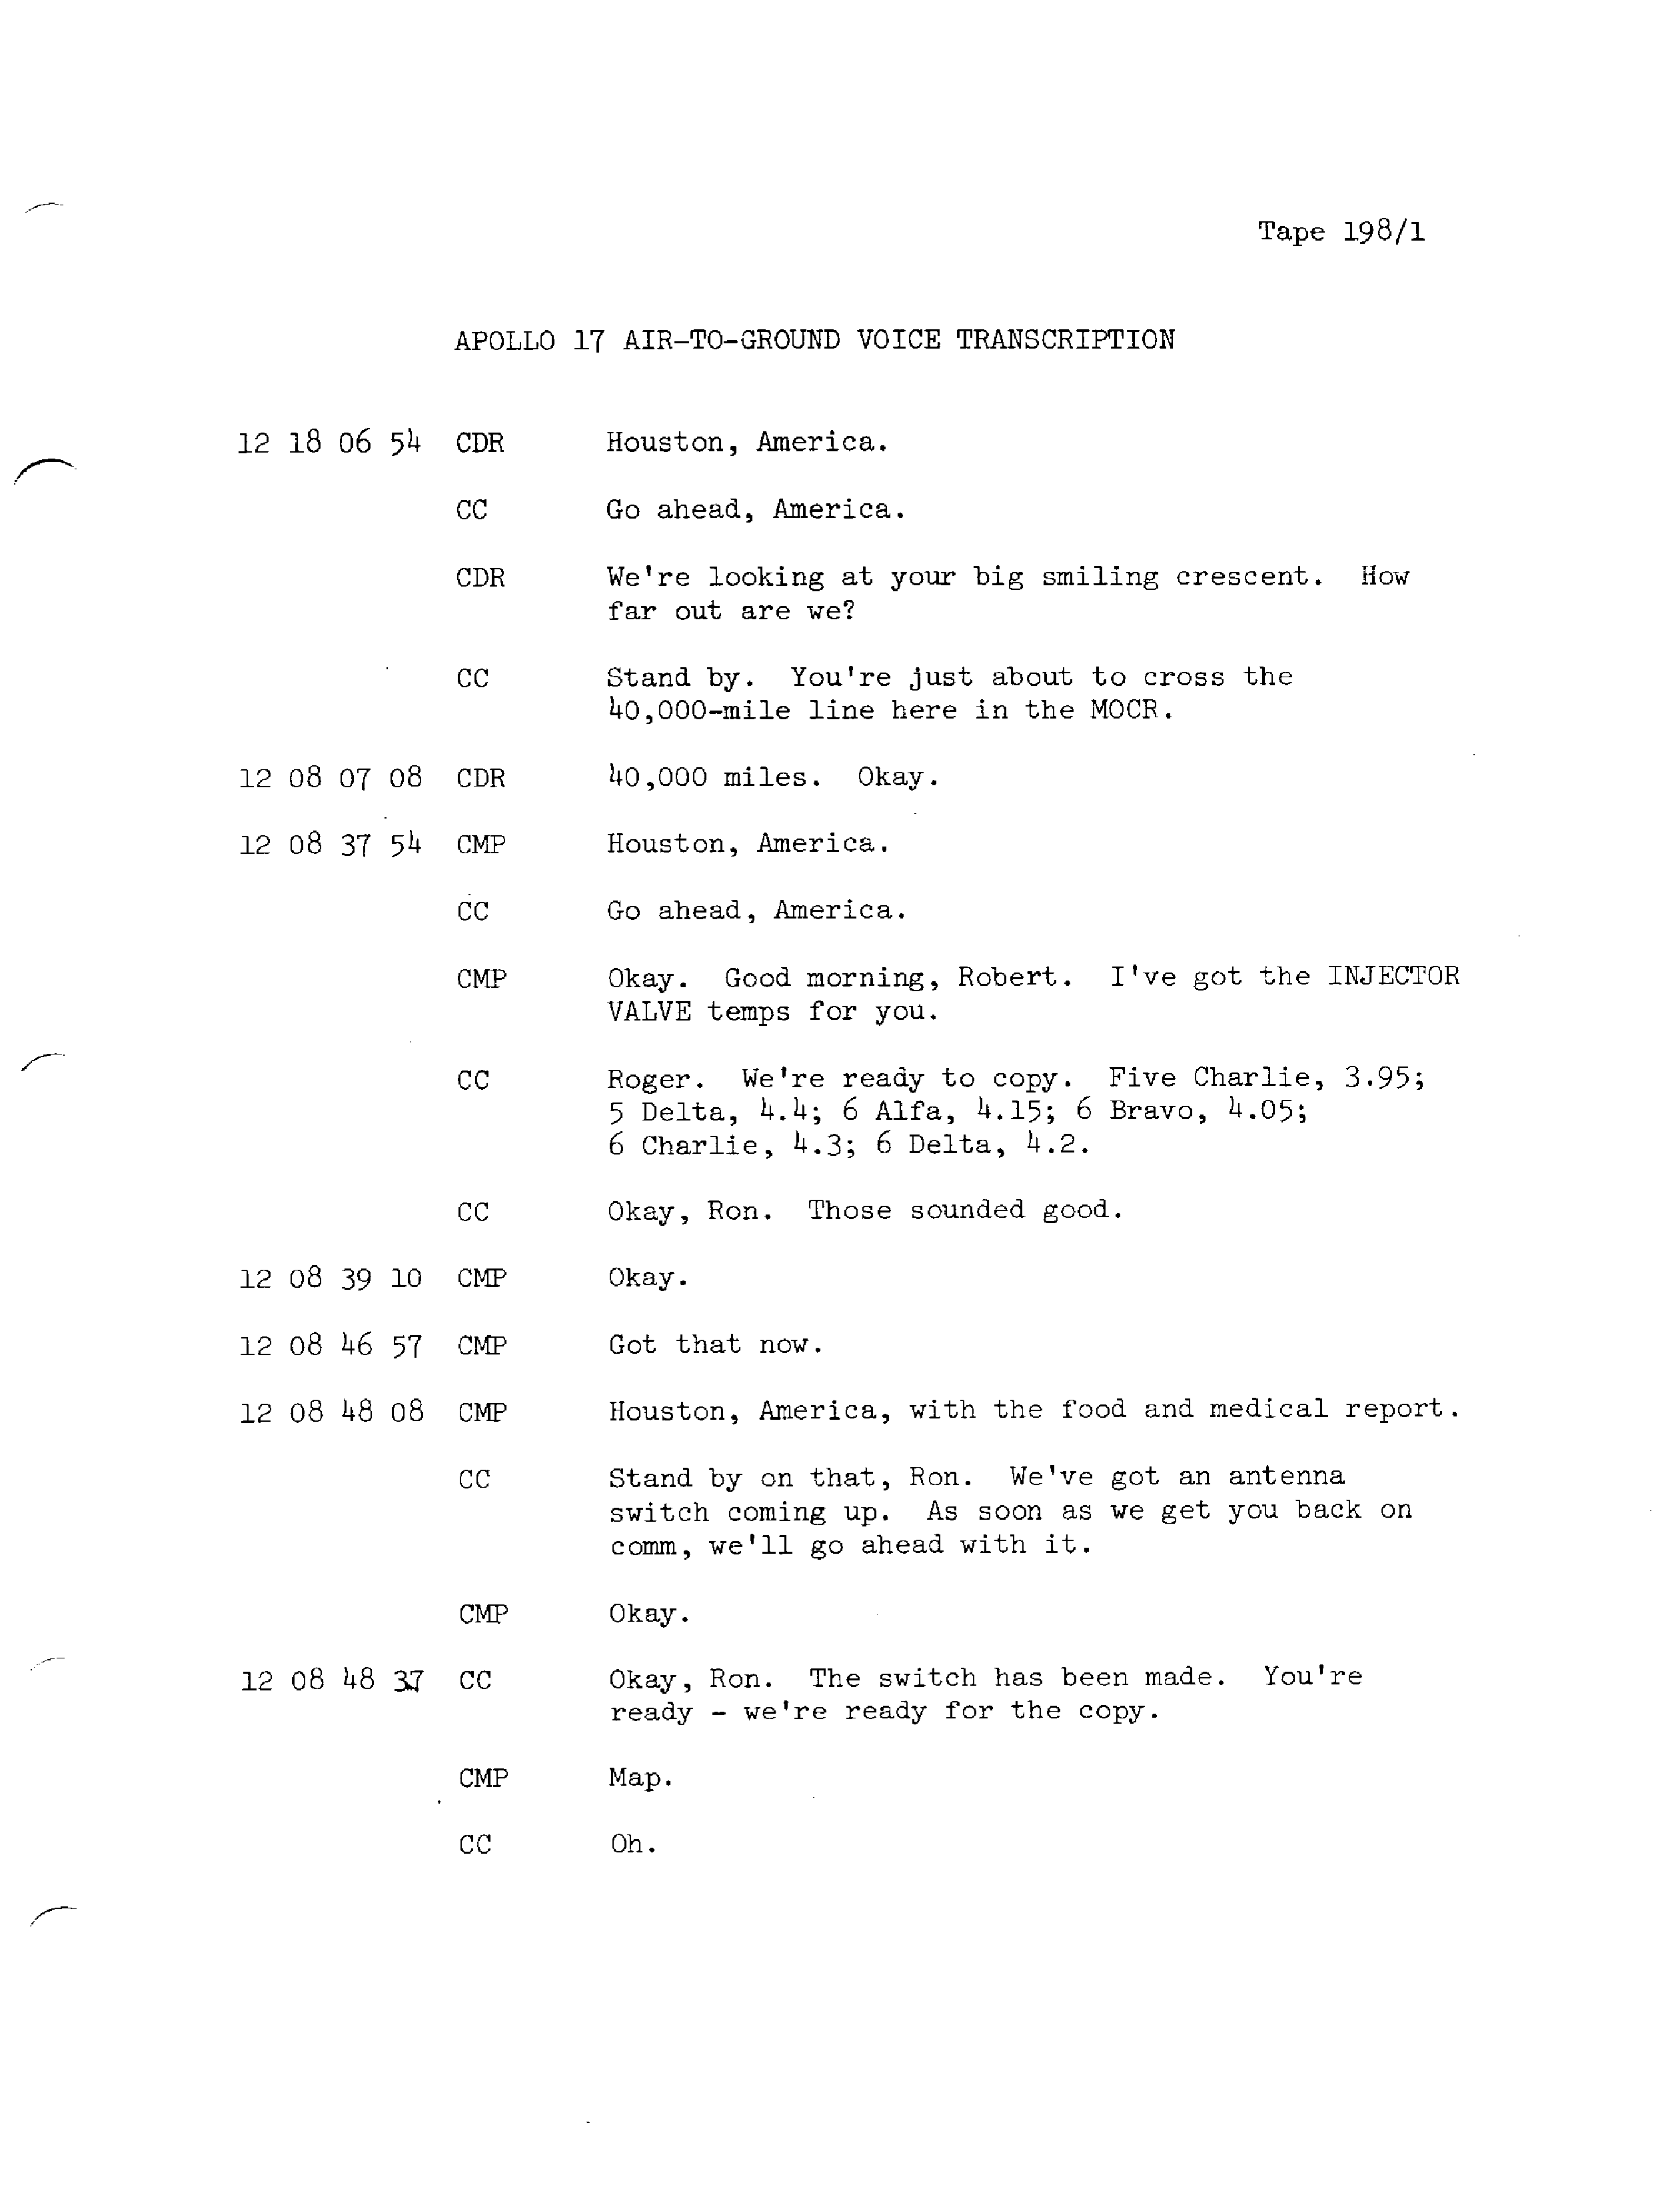 Tape 198/1
APOLLO 17 AIR-TO-GROUND VOICE TRANSCRIPTION
12 18 06 54 CDR Houston, America.
CC Go ahead, America.
CDR We're looking at your big smiling crescent. How
far out are we?
CC Stand by. You're just about to cross the
40,000-mile line here in the MOCR.
12 08 07 08 CDR 40,000 miles. Okay.
12 08 37 54 CMP Houston, America.
CC Go ahead, America.
CMP Okay. Good morning, Robert. I've got the INJECTOR
VALVE temps for you.
CC Roger. We're ready to copy. Five Charlie, 3.95;
5 Delta, 4.4; 6 Alfa, 4.15; 6 Bravo, 4.05;
6 Charlie, 4.3; 6 Delta, 4.2.
CC Okay, Ron. Those sounded good.
12 08 39 10 CMP Okay.
12 08 46 57 CMP Got that now.
12 08 48 08 CMP Houston, America, with the food and medical report.
CC Stand by on that, Ron. We've got an antenna
switch coming up. As soon as we get you back on
comm, we'll go ahead with it.
CMP Okay.
12 08 48 37 CC Okay, Ron. The switch has been made. You're
ready - we're ready for the copy.
CMP Map.
CC Oh.